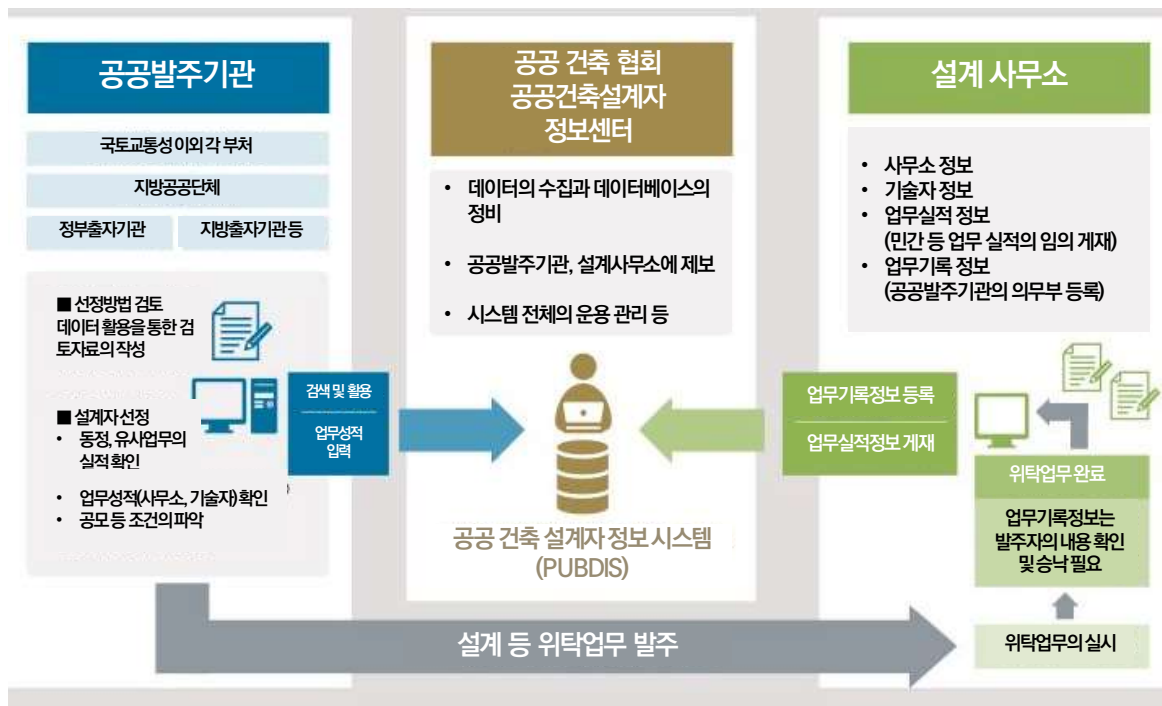 공공발주기관
국토교통성 이외 각 부처
지방공공단체
정부출자기관
지방출자기관 등
■ 선정방법 검토
데이터 활용을 통한 검
토자료의 작성
■ 설계자 선정
• 동정, 유사업무의
실적 확인
• 업무성적(사무소, 기술자) 확인
• 공모 등 조건의 파악
검색 및 활용
업무성적
입력
공공 건축 협회
공공건축설계자
정보센터
• 데이터의 수집과 데이터베이스의
정비
• 공공발주기관, 설계사무소에 제보
• 시스템 전체의 운용 관리 등
공공 건축 설계자 정보 시스템
(PUBDIS)
설계 사무소
• 사무소 정보
• 기술자 정보
• 업무실적 정보
(민간 등 업무 실적의 임의 게재)
• 업무기록 정보
(공공발주기관의 의무부 등록)
업무기록정보 등록
업무실적정보 게재
위탁업무 완료
업무기록정보는
발주자의 내용 확인
및 승낙 필요
위탁업무의 실시
설계 등 위탁업무 발주